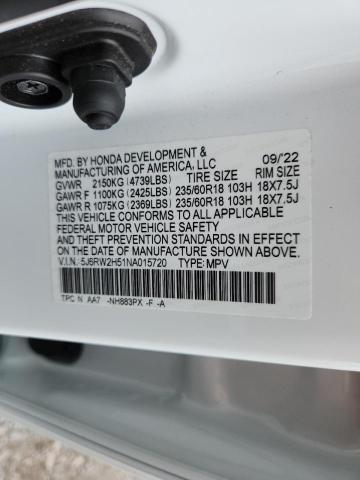 MFD. BY HONDA DEVELOPMENT & 09/'22
MANUFACTURING OF AMERICA, LLC
GVWR 2150KG (4739LBS) TIRE SIZE RIM SIZE
GAWR F 1100KG (2425LBS) 235/60R18 103H 18X7.5J
GAWR R 1075KG (2369LBS) 235/60R18 103H 18X7.5J
THIS VEHICLE CONFORMS TO ALL APPLICABLE
FEDERAL MOTOR VEHICLE SAFETY
AND THEFT PREVENTION STANDARDS IN EFFECT
ON THE DATE OF MANUFACTURE SHOWN ABOVE.
V.I.N.: 5J6RW2H51NA015720 TYPE: MPV
TPC N AA7 -NH883PX -F -A